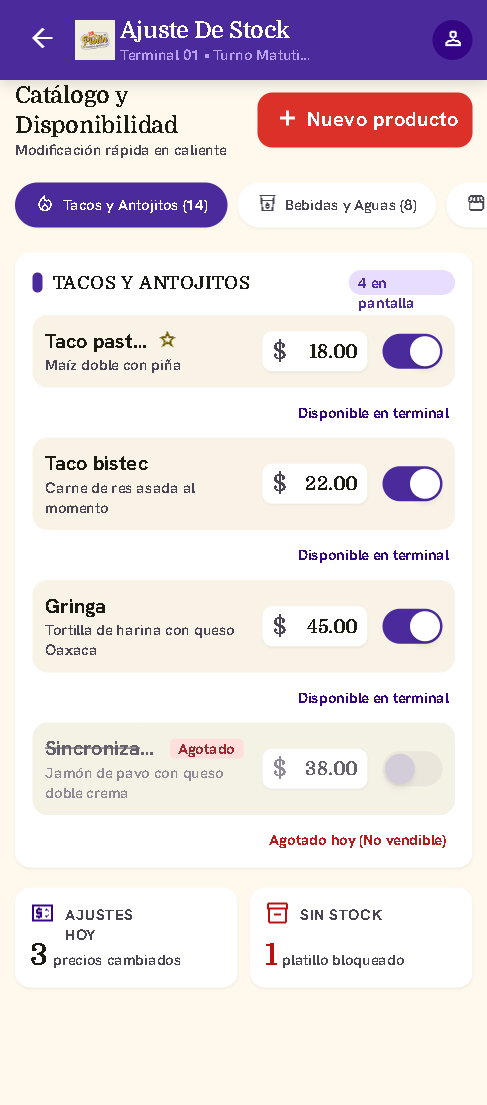 Ajuste De Stock
Terminal 01 • Turno Matuti...
Catálogo y
Disponibilidad
Modificación rápida en caliente
+ Nuevo producto
Tacos y Antojitos (14)
Bebidas y Aguas (8)
TACOS Y ANTOJITOS
4 en
pantalla
Taco past...
Maíz doble con piña
$ 18.00
Disponible en terminal
Taco bistec
Carne de res asada al
momento
$ 22.00
Disponible en terminal
Gringa
Tortilla de harina con queso
Oaxaca
$ 45.00
Disponible en terminal
Sincroniza...
Agotado
Jamón de pavo con queso
doble crema
$ 38.00
Agotado hoy (No vendible)
AJUSTES
HOY
3 precios cambiados
SIN STOCK
1 platillo bloqueado